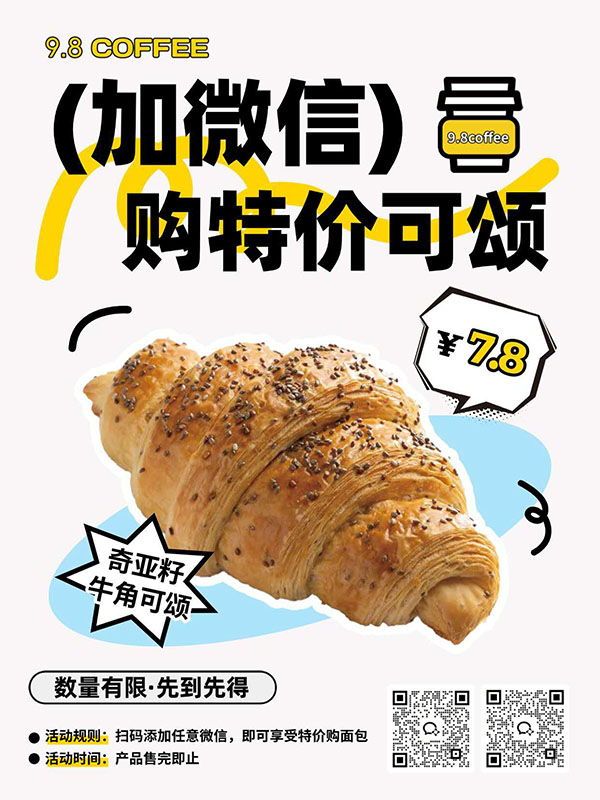 9.8 COFFEE
(加微信)
9.8coffee
购特价可颂
¥ 7.8
奇亚籽
牛角可颂
数量有限·先到先得
活动规则：扫码添加任意微信，即可享受特价购面包
活动时间：产品售完即止